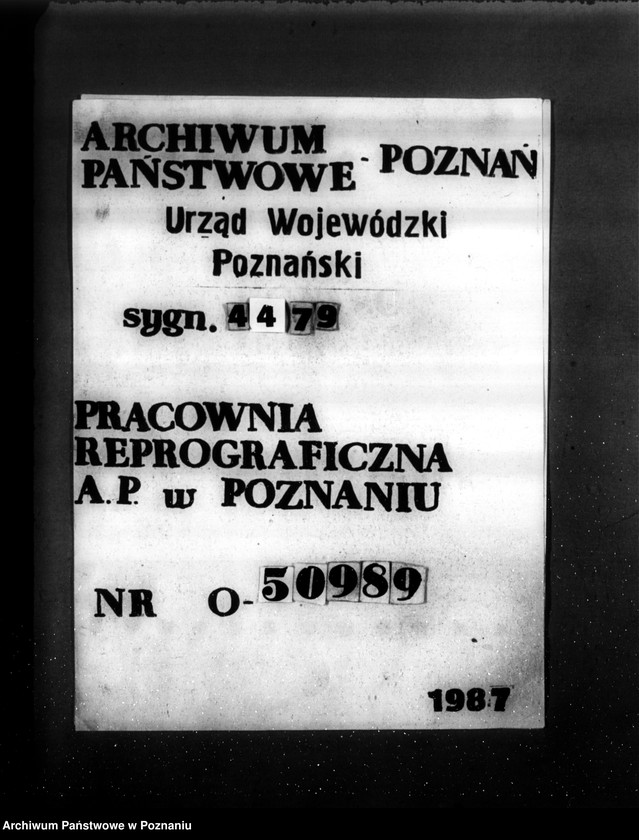 ARCHIWUM
PAŃSTWOWE - POZNAŃ
Urząd Wojewódzki
Poznański
sygn. 4479
PRACOWNIA
REPROGRAFICZNA
A.P. w POZNANIU
NR O-50989
1987
Archiwum Państwowe w Poznaniu